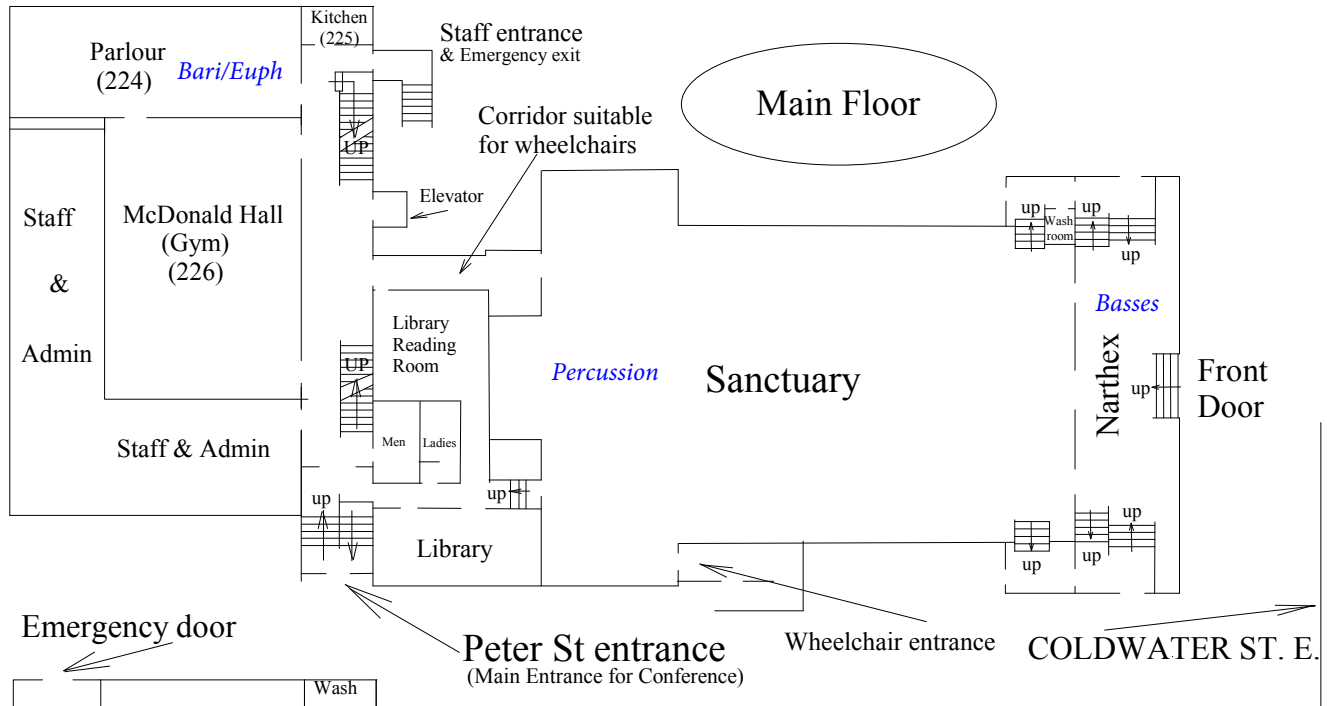 Kitchen
(225)
Parlour
(224)
Bari/Euph
Staff entrance
& Emergency exit
Main Floor
Corridor suitable
for wheelchairs
UP
Elevator
Staff
&
Admin
McDonald Hall
(Gym)
(226)
up
Wash
room
up
up
Basses
Library
Reading
Room
UP
Percussion
Sanctuary
Narthex
up
Front
Door
Men
Ladies
Staff & Admin
up
up
Library
up
up
up
Emergency door
Peter St entrance
(Main Entrance for Conference)
Wheelchair entrance
COLDWATER ST. E.
Wash